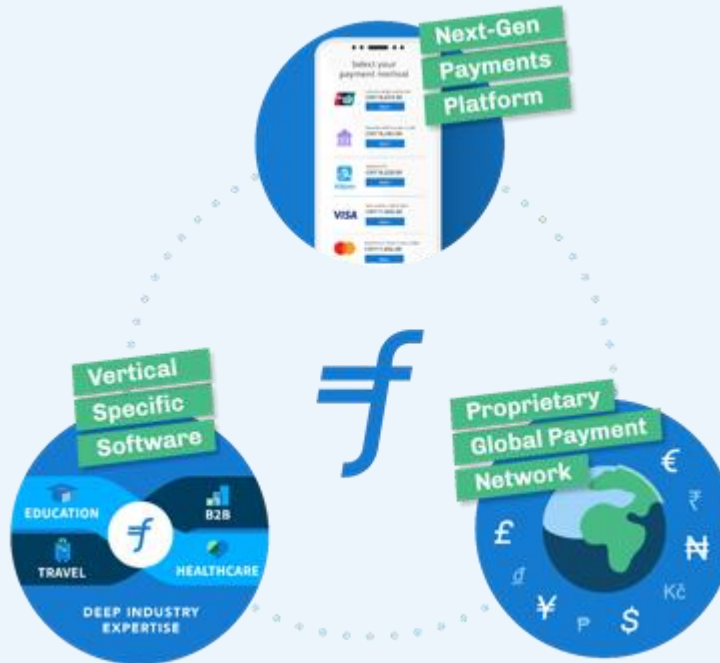 Next-Gen
Payments
Platform
Select your
payment method
VISA
Vertical
Specific
Software
EDUCATION
B2B
TRAVEL
HEALTHCARE
DEEP INDUSTRY
EXPERTISE
Proprietary
Global Payment
Network
€
₹
£
₦
₫
Kč
¥
₱
$